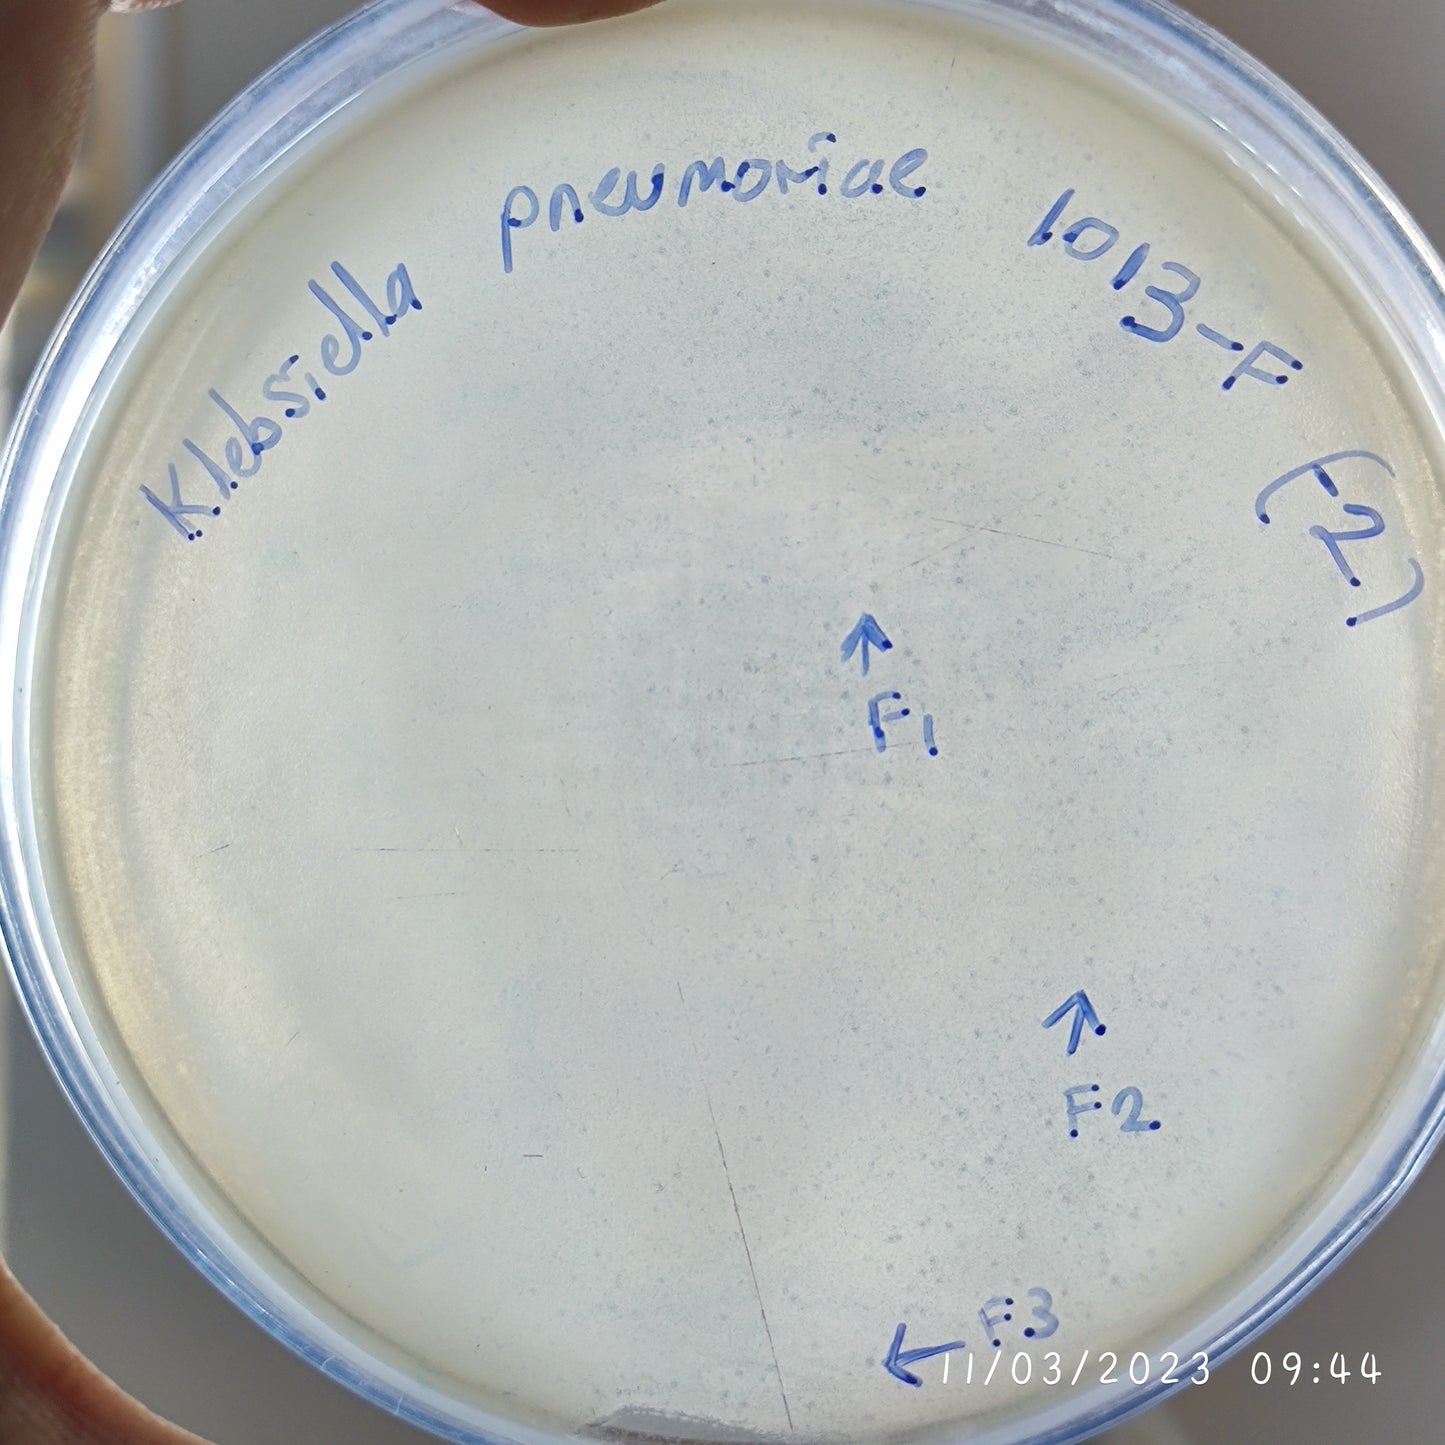 Klebsiella pneumoniae 1013-F (2)
F1
F2
F3
11/03/2023 09:44